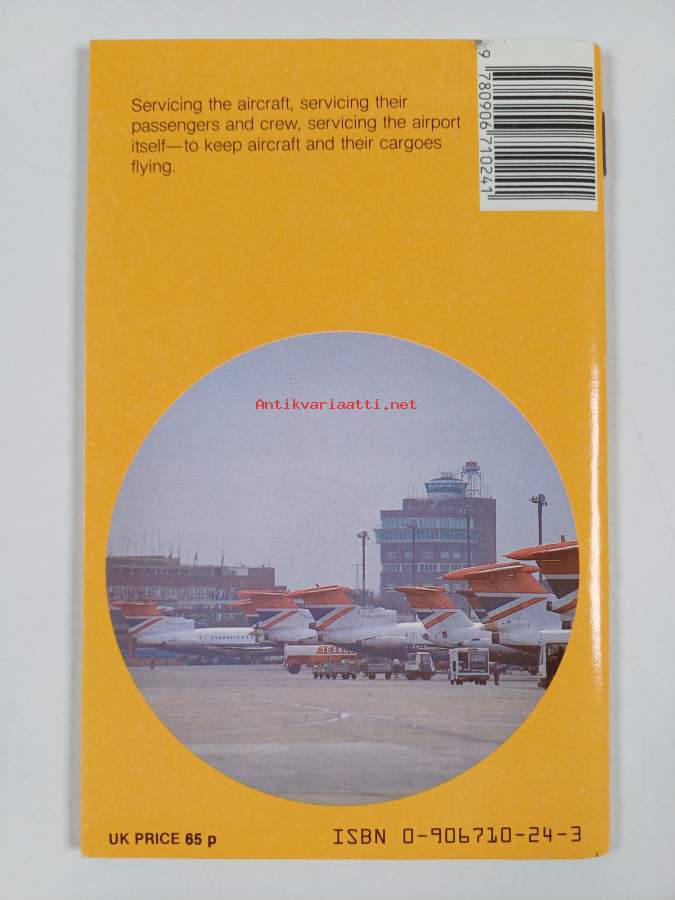 Servicing the aircraft, servicing their
passengers and crew, servicing the airport
itself—to keep aircraft and their cargoes
flying.
9 780906 710241
Antikvariaatti.net
TEXACO
UK PRICE 65 p
ISBN 0-906710-24-3